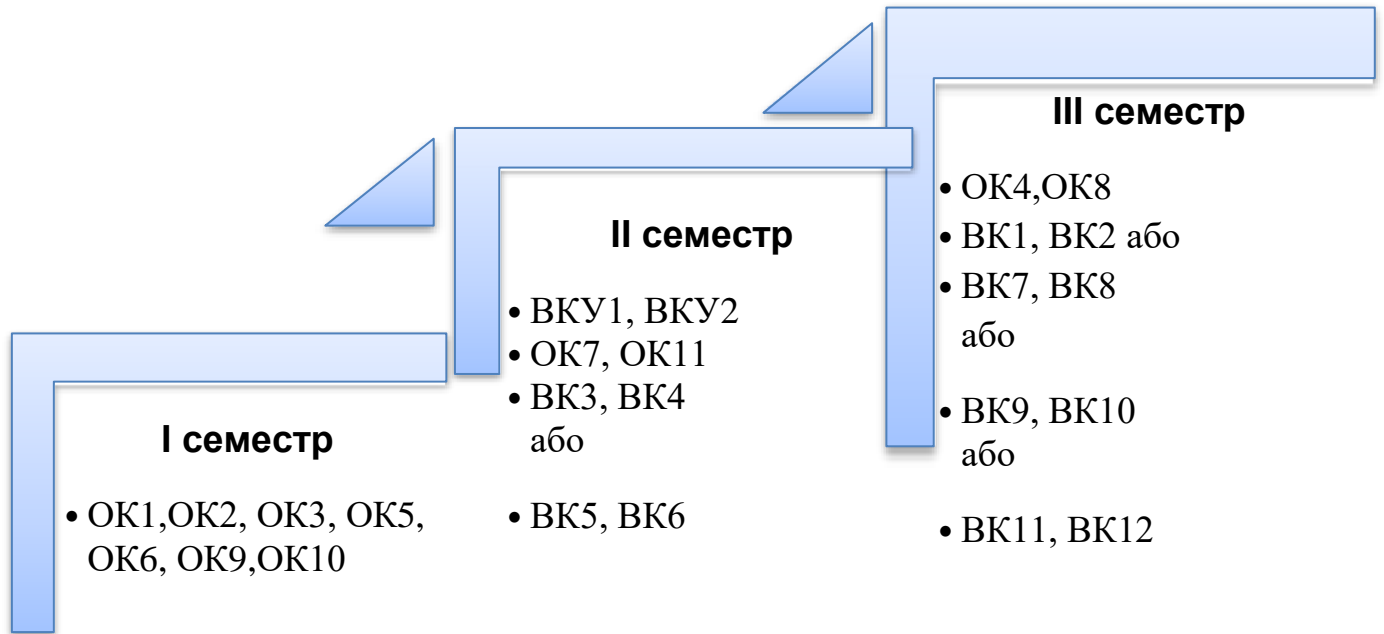 I семестр
• ОК1,ОК2, ОК3, ОК5,
ОК6, ОК9,ОК10
II семестр
• ВКУ1, ВКУ2
• ОК7, ОК11
• ВК3, ВК4
або
• ВК5, ВК6
III семестр
• ОК4,ОК8
• ВК1, ВК2 або
• ВК7, ВК8
або
• ВК9, ВК10
або
• ВК11, ВК12